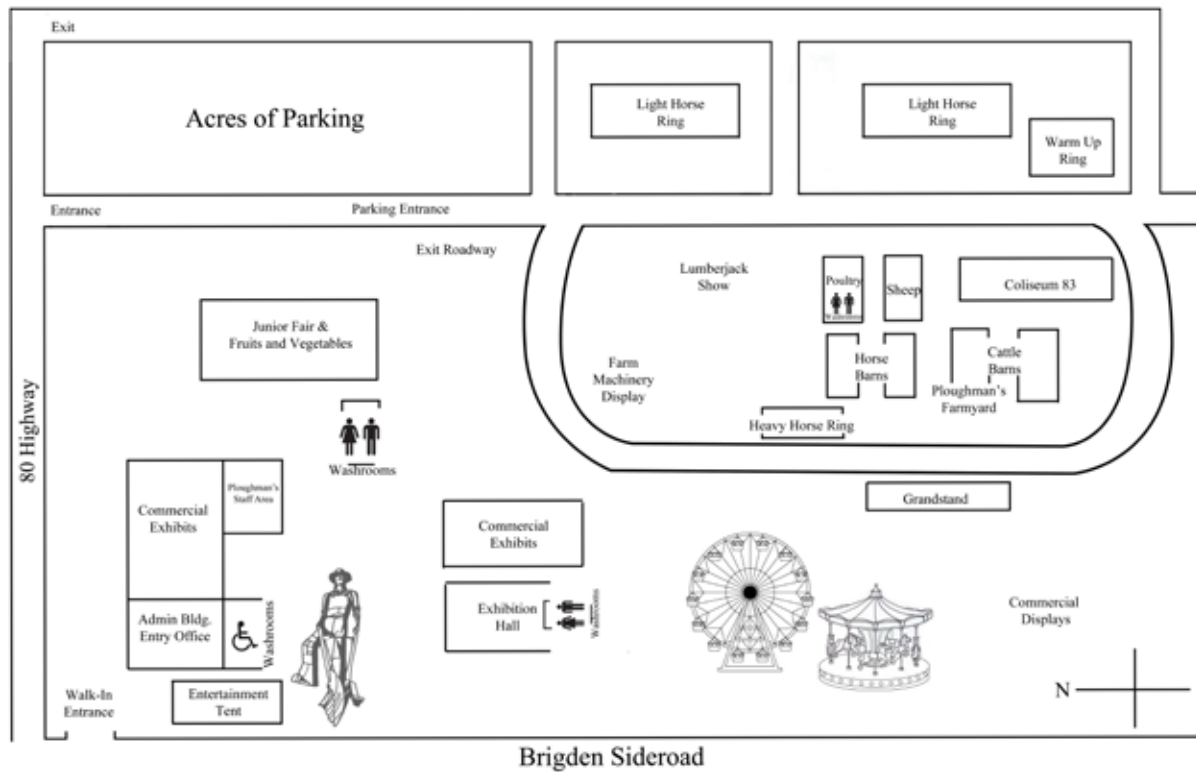 Exit
Acres of Parking
Light Horse
Ring
Light Horse
Ring
Warm Up
Ring
Entrance
Parking Entrance
Exit Roadway
Lumberjack
Show
Poultry
Washrooms
Sheep
Coliseum 83
Junior Fair &
Fruits and Vegetables
Farm
Machinery
Display
Horse
Barns
Cattle
Barns
Ploughman's
Farmyard
Heavy Horse Ring
80 Highway
Washrooms
Commercial
Exhibits
Ploughman's
Staff Area
Grandstand
Commercial
Exhibits
Admin Bldg.
Entry Office
Washrooms
Exhibition
Hall
Washrooms
Commercial
Displays
Walk-In
Entrance
Entertainment
Tent
N
Brigden Sideroad